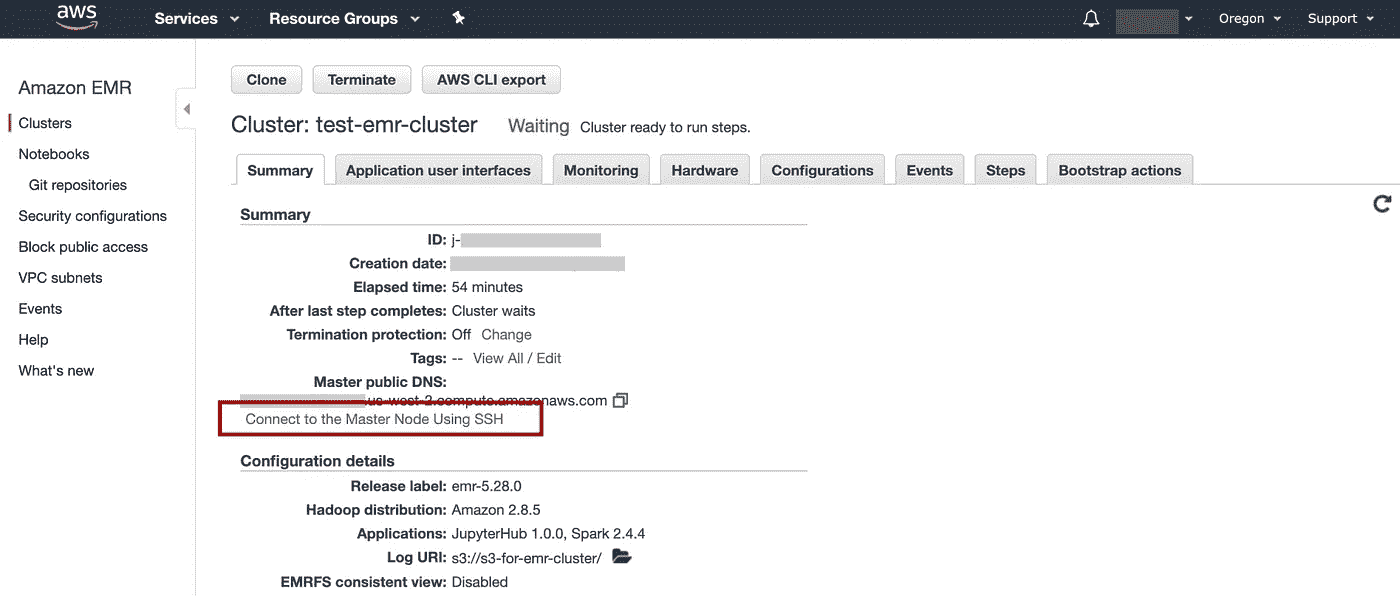 aws Services Resource Groups Oregon Support
Amazon EMR
Clusters
Notebooks
Git repositories
Security configurations
Block public access
VPC subnets
Events
Help
What's new
Clone Terminate AWS CLI export
Cluster: test-emr-cluster Waiting Cluster ready to run steps.
Summary Application user interfaces Monitoring Hardware Configurations Events Steps Bootstrap actions
Summary
ID: j-
Creation date:
Elapsed time: 54 minutes
After last step completes: Cluster waits
Termination protection: Off Change
Tags: -- View All / Edit
Master public DNS:
.us-west-2.compute.amazonaws.com
Connect to the Master Node Using SSH
Configuration details
Release label: emr-5.28.0
Hadoop distribution: Amazon 2.8.5
Applications: JupyterHub 1.0.0, Spark 2.4.4
Log URI: s3://s3-for-emr-cluster/
EMRFS consistent view: Disabled